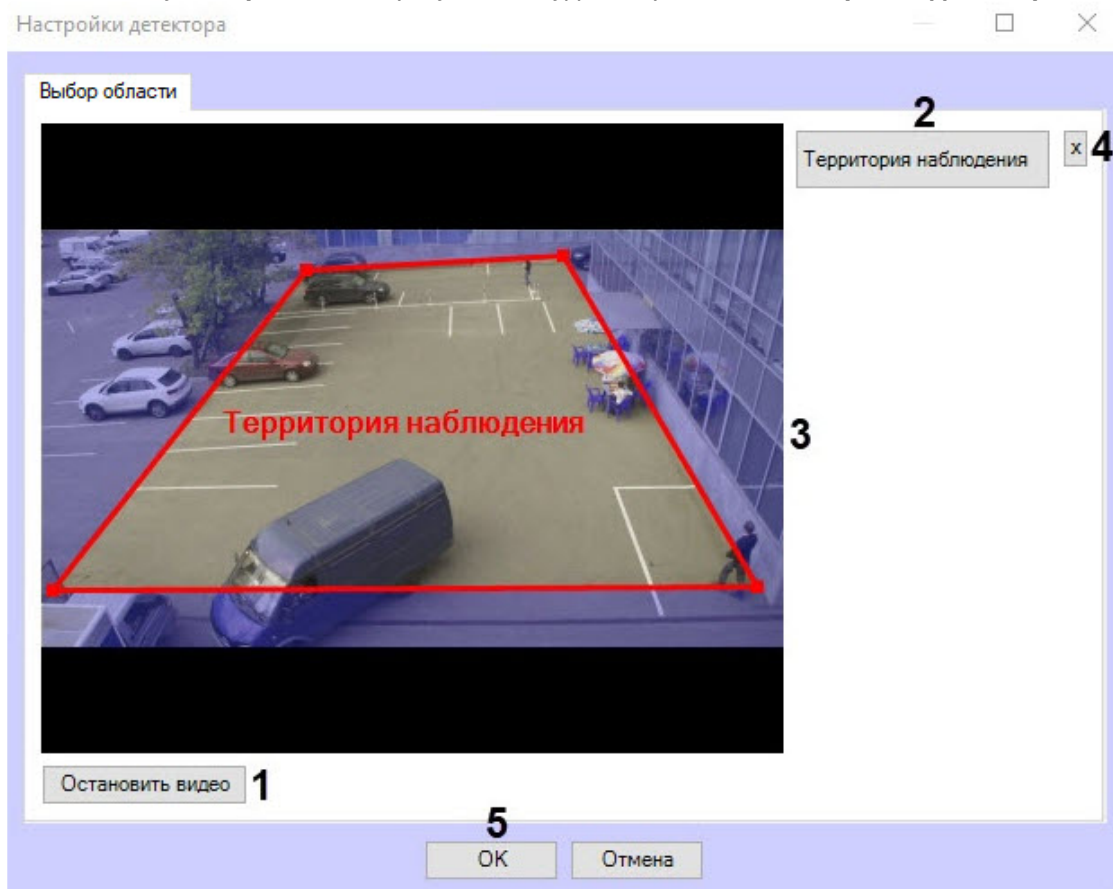 Настройки детектора
Выбор области
2
Территория наблюдения
x
4
Территория наблюдения
3
Остановить видео
1
5
OK
Отмена